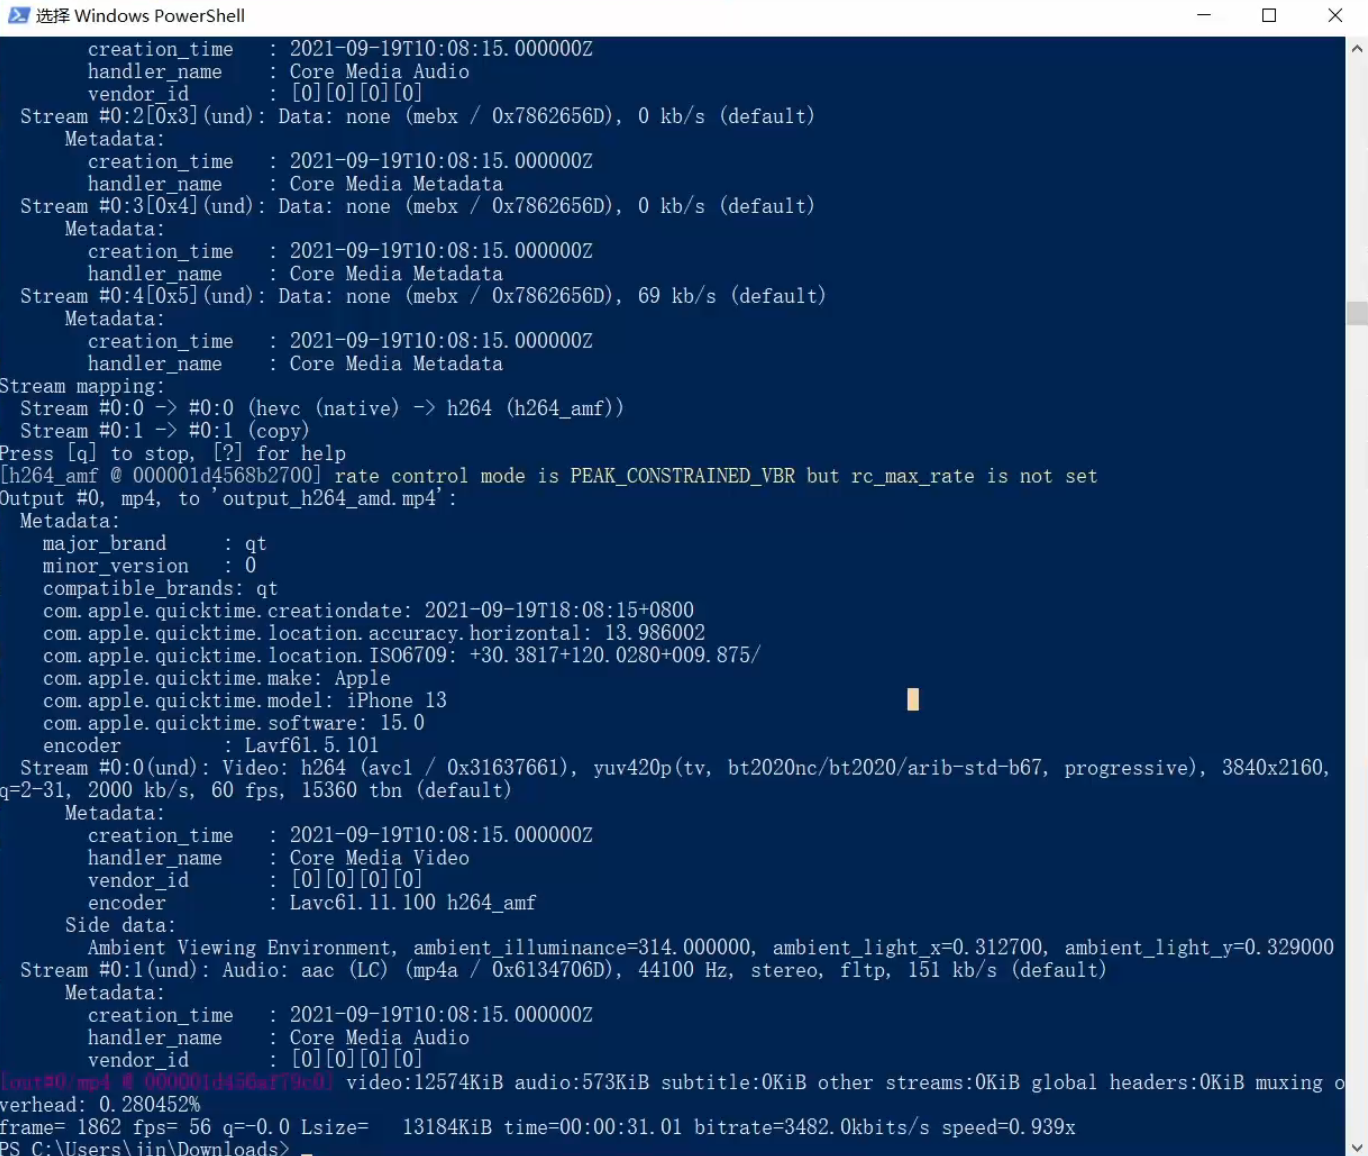 选择 Windows PowerShell
creation_time : 2021-09-19T10:08:15.000000Z
handler_name : Core Media Audio
vendor_id : [0][0][0][0]
Stream #0:2[0x3](und): Data: none (mebx / 0x7862656D), 0 kb/s (default)
Metadata:
creation_time : 2021-09-19T10:08:15.000000Z
handler_name : Core Media Metadata
Stream #0:3[0x4](und): Data: none (mebx / 0x7862656D), 0 kb/s (default)
Metadata:
creation_time : 2021-09-19T10:08:15.000000Z
handler_name : Core Media Metadata
Stream #0:4[0x5](und): Data: none (mebx / 0x7862656D), 69 kb/s (default)
Metadata:
creation_time : 2021-09-19T10:08:15.000000Z
handler_name : Core Media Metadata
Stream mapping:
Stream #0:0 -> #0:0 (hevc (native) -> h264 (h264_amf))
Stream #0:1 -> #0:1 (copy)
Press [q] to stop, [?] for help
[h264_amf @ 000001d4568b2700] rate control mode is PEAK_CONSTRAINED_VBR but rc_max_rate is not set
Output #0, mp4, to 'output_h264_amd.mp4':
Metadata:
major_brand : qt
minor_version : 0
compatible_brands: qt
com.apple.quicktime.creationdate: 2021-09-19T18:08:15+0800
com.apple.quicktime.location.accuracy.horizontal: 13.986002
com.apple.quicktime.location.ISO6709: +30.3817+120.0280+009.875/
com.apple.quicktime.make: Apple
com.apple.quicktime.model: iPhone 13
com.apple.quicktime.software: 15.0
encoder : Lavf61.5.101
Stream #0:0(und): Video: h264 (avc1 / 0x31637661), yuv420p(tv, bt2020nc/bt2020/arib-std-b67, progressive), 3840x2160,
q=2-31, 2000 kb/s, 60 fps, 15360 tbn (default)
Metadata:
creation_time : 2021-09-19T10:08:15.000000Z
handler_name : Core Media Video
vendor_id : [0][0][0][0]
encoder : Lavc61.11.100 h264_amf
Side data:
Ambient Viewing Environment, ambient_illuminance=314.000000, ambient_light_x=0.312700, ambient_light_y=0.329000
Stream #0:1(und): Audio: aac (LC) (mp4a / 0x6134706D), 44100 Hz, stereo, fltp, 151 kb/s (default)
Metadata:
creation_time : 2021-09-19T10:08:15.000000Z
handler_name : Core Media Audio
vendor_id : [0][0][0][0]
[out#0/mp4 @ 000001d456af79c0] video:12574KiB audio:573KiB subtitle:0KiB other streams:0KiB global headers:0KiB muxing o
verhead: 0.280452%
frame= 1862 fps= 56 q=-0.0 Lsize= 13184KiB time=00:00:31.01 bitrate=3482.0kbits/s speed=0.939x
PS C:\Users\jin\Downloads> _